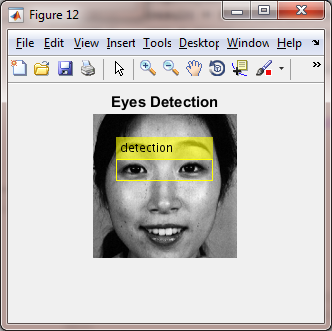 Figure 12
File Edit View Insert Tools Desktop Window Help
Eyes Detection
detection